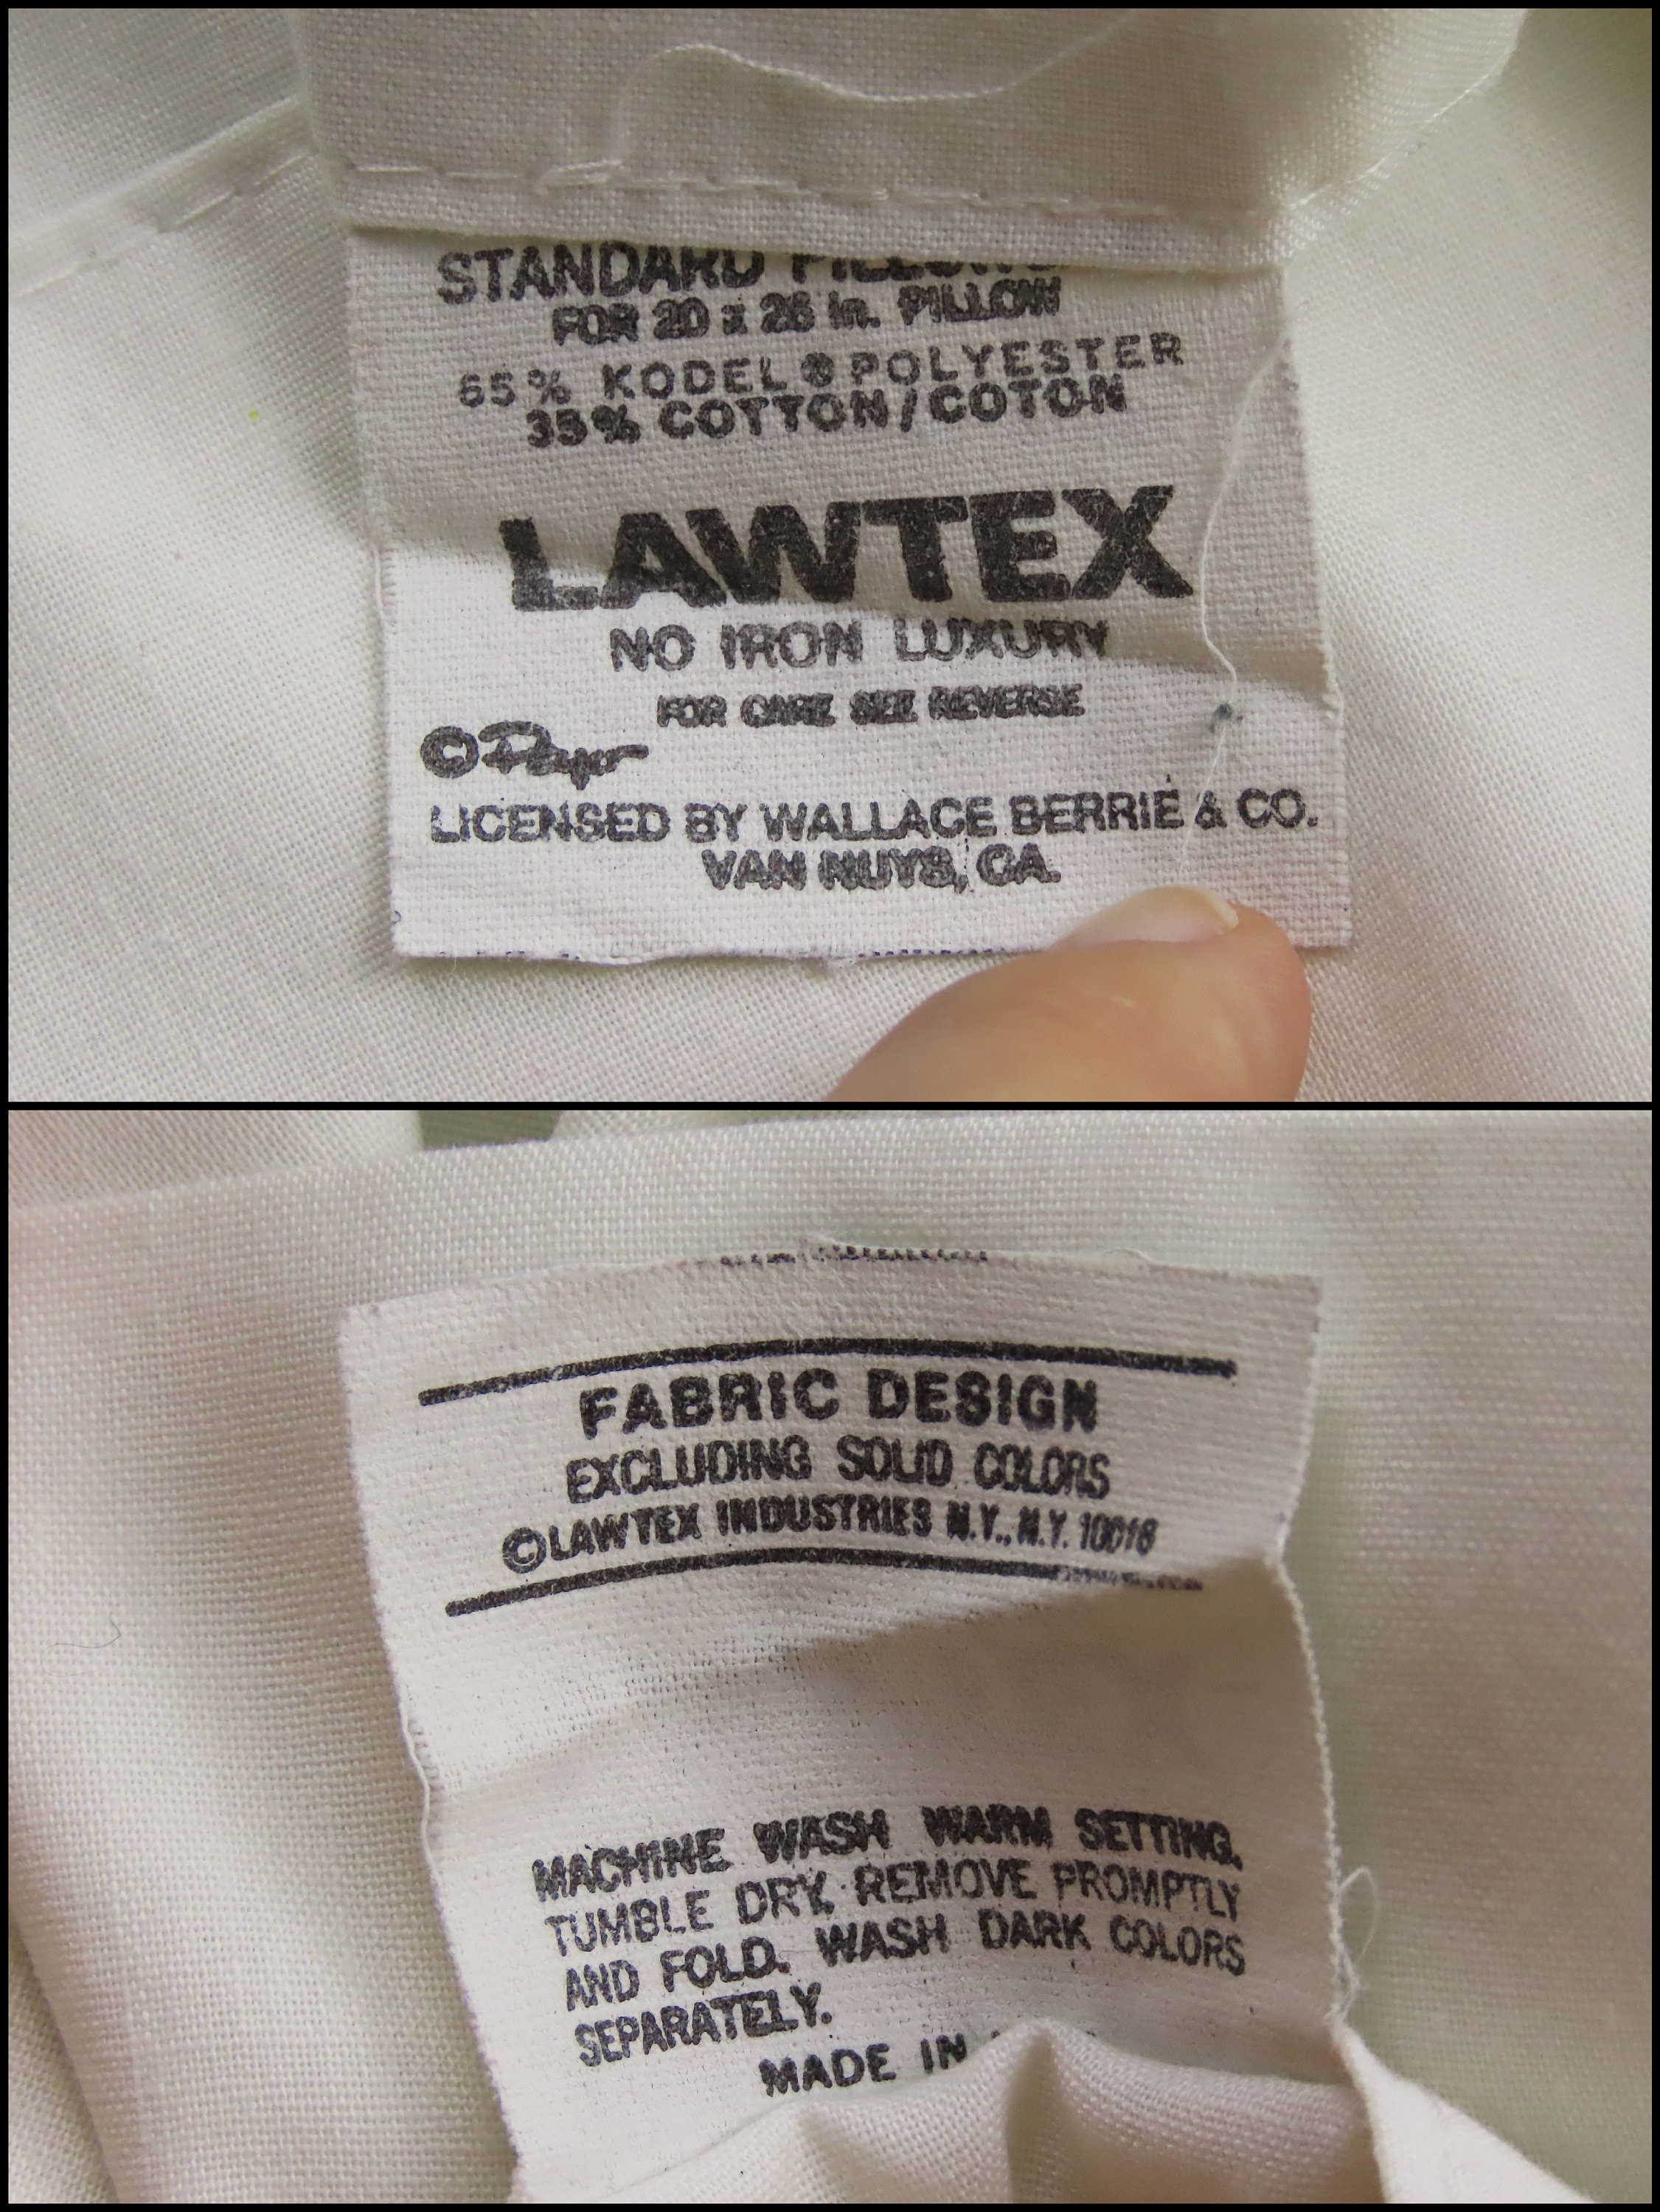 STANDARD
FOR 20 x 26 in. PILLOW
65% KODEL® POLYESTER
35% COTTON/COTON
LAWTEX
NO IRON LUXURY
FOR CARE SEE REVERSE
© Peyo
LICENSED BY WALLACE BERRIE & CO.
VAN NUYS, CA.
FABRIC DESIGN
EXCLUDING SOLID COLORS
© LAWTEX INDUSTRIES N.Y., N.Y. 10016
MACHINE WASH WARM SETTING.
TUMBLE DRY. REMOVE PROMPTLY
AND FOLD. WASH DARK COLORS
SEPARATELY.
MADE IN